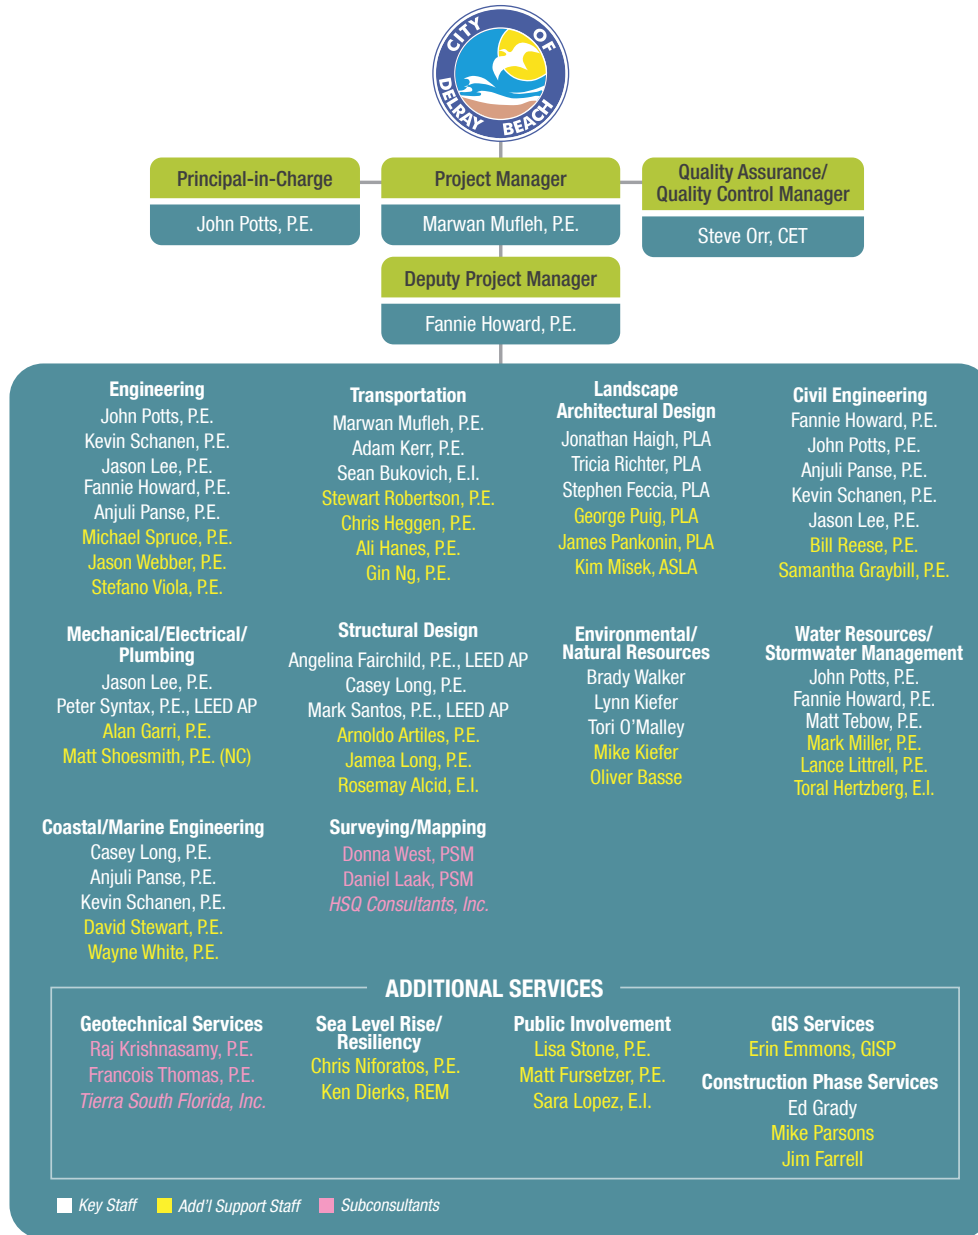 CITY OF
DELRAY BEACH
Principal-in-Charge
John Potts, P.E.
Project Manager
Marwan Mufleh, P.E.
Quality Assurance/
Quality Control Manager
Steve Orr, CET
Deputy Project Manager
Fannie Howard, P.E.
Engineering
John Potts, P.E.
Kevin Schanen, P.E.
Jason Lee, P.E.
Fannie Howard, P.E.
Anjuli Panse, P.E.
Michael Spruce, P.E.
Jason Webber, P.E.
Stefano Viola, P.E.
Transportation
Marwan Mufleh, P.E.
Adam Kerr, P.E.
Sean Bukovich, E.I.
Stewart Robertson, P.E.
Chris Heggen, P.E.
Ali Hanes, P.E.
Gin Ng, P.E.
Landscape
Architectural Design
Jonathan Haigh, PLA
Tricia Richter, PLA
Stephen Feccia, PLA
George Puig, PLA
James Pankonin, PLA
Kim Misek, ASLA
Civil Engineering
Fannie Howard, P.E.
John Potts, P.E.
Anjuli Panse, P.E.
Kevin Schanen, P.E.
Jason Lee, P.E.
Bill Reese, P.E.
Samantha Graybill, P.E.
Mechanical/Electrical/
Plumbing
Jason Lee, P.E.
Peter Syntax, P.E., LEED AP
Alan Garri, P.E.
Matt Shoesmith, P.E. (NC)
Structural Design
Angelina Fairchild, P.E., LEED AP
Casey Long, P.E.
Mark Santos, P.E., LEED AP
Arnoldo Artiles, P.E.
Jamea Long, P.E.
Rosemay Alcid, E.I.
Environmental/
Natural Resources
Brady Walker
Lynn Kiefer
Tori O'Malley
Mike Kiefer
Oliver Basse
Water Resources/
Stormwater Management
John Potts, P.E.
Fannie Howard, P.E.
Matt Tebow, P.E.
Mark Miller, P.E.
Lance Littrell, P.E.
Toral Hertzberg, E.I.
Coastal/Marine Engineering
Casey Long, P.E.
Anjuli Panse, P.E.
Kevin Schanen, P.E.
David Stewart, P.E.
Wayne White, P.E.
Surveying/Mapping
Donna West, PSM
Daniel Laak, PSM
HSQ Consultants, Inc.
ADDITIONAL SERVICES
Geotechnical Services
Raj Krishnasamy, P.E.
Francois Thomas, P.E.
Tierra South Florida, Inc.
Sea Level Rise/
Resiliency
Chris Niforatos, P.E.
Ken Dierks, REM
Public Involvement
Lisa Stone, P.E.
Matt Fursetzer, P.E.
Sara Lopez, E.I.
GIS Services
Erin Emmons, GISP
Construction Phase Services
Ed Grady
Mike Parsons
Jim Farrell
Key Staff
Add'l Support Staff
Subconsultants